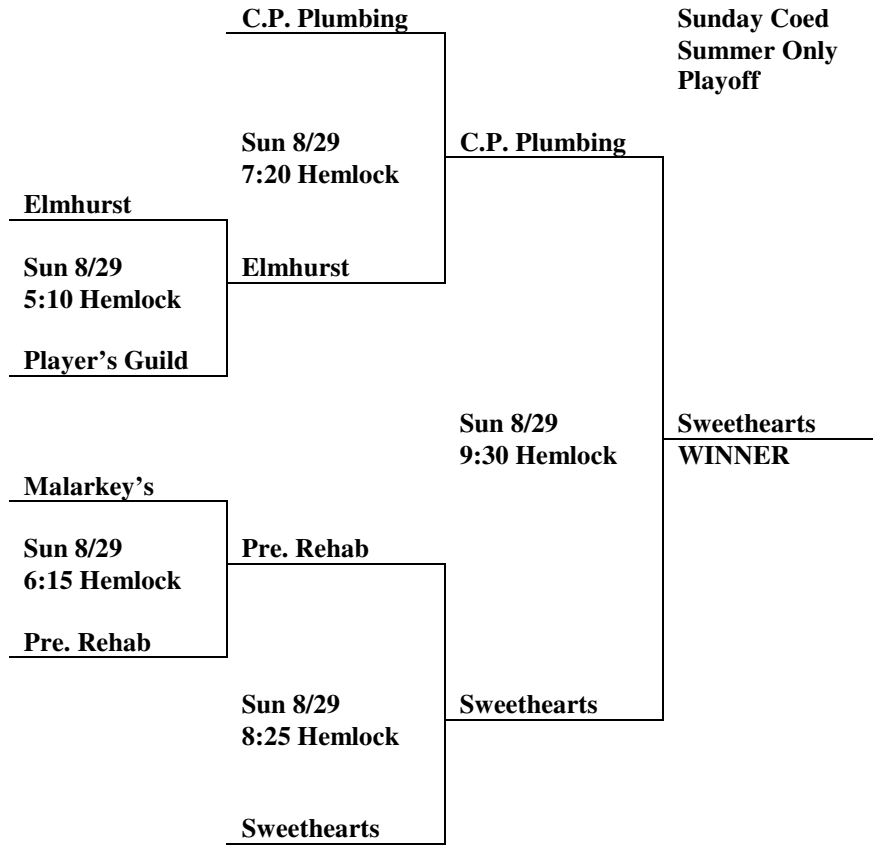 C.P. Plumbing
Sunday Coed
Summer Only
Playoff
Sun 8/29
7:20 Hemlock
C.P. Plumbing
Elmhurst
Sun 8/29
5:10 Hemlock
Elmhurst
Player’s Guild
Sun 8/29
9:30 Hemlock
Sweethearts
WINNER
Malarkey’s
Sun 8/29
6:15 Hemlock
Pre. Rehab
Pre. Rehab
Sun 8/29
8:25 Hemlock
Sweethearts
Sweethearts